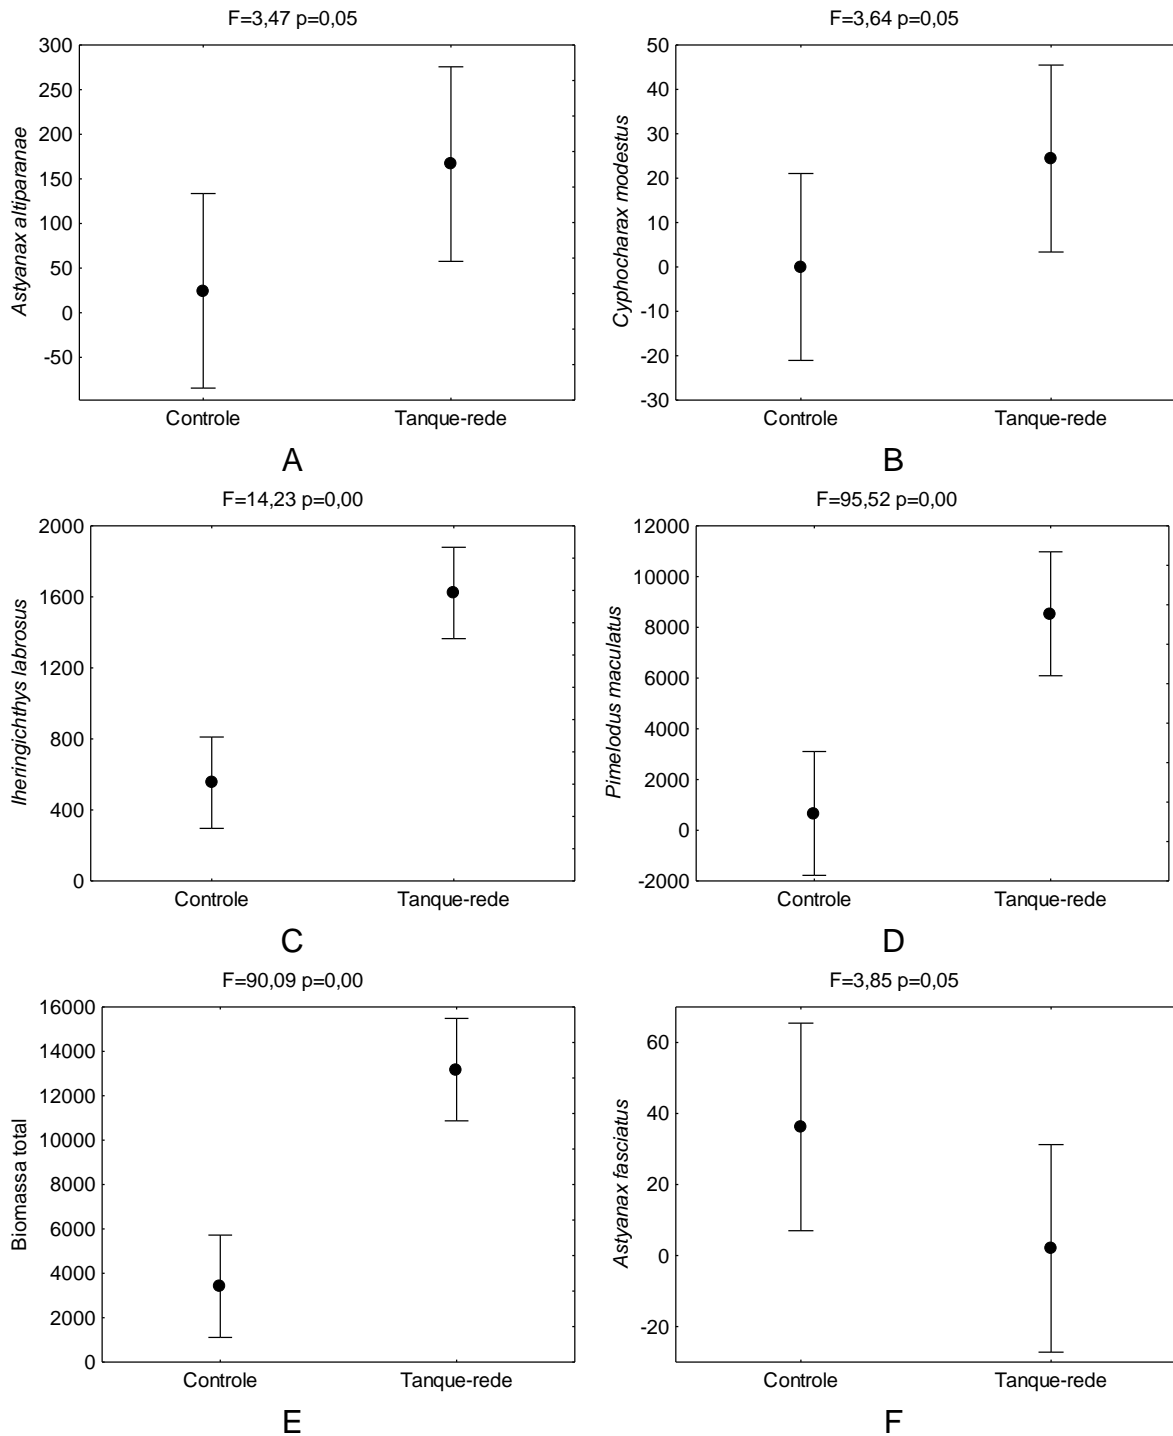 F=3,47 p=0,05
300
250
200
150
100
50
0
-50
Astyanax altiparanae
Controle Tanque-rede
A
F=3,64 p=0,05
50
40
30
20
10
0
-10
-20
-30
Cyphocharax modestus
Controle Tanque-rede
B
F=14,23 p=0,00
2000
1600
1200
800
400
0
Iheringichthys labrosus
Controle Tanque-rede
C
F=95,52 p=0,00
12000
10000
8000
6000
4000
2000
0
-2000
Pimelodus maculatus
Controle Tanque-rede
D
F=90,09 p=0,00
16000
14000
12000
10000
8000
6000
4000
2000
0
Biomassa total
Controle Tanque-rede
E
F=3,85 p=0,05
60
40
20
0
-20
Astyanax fasciatus
Controle Tanque-rede
F